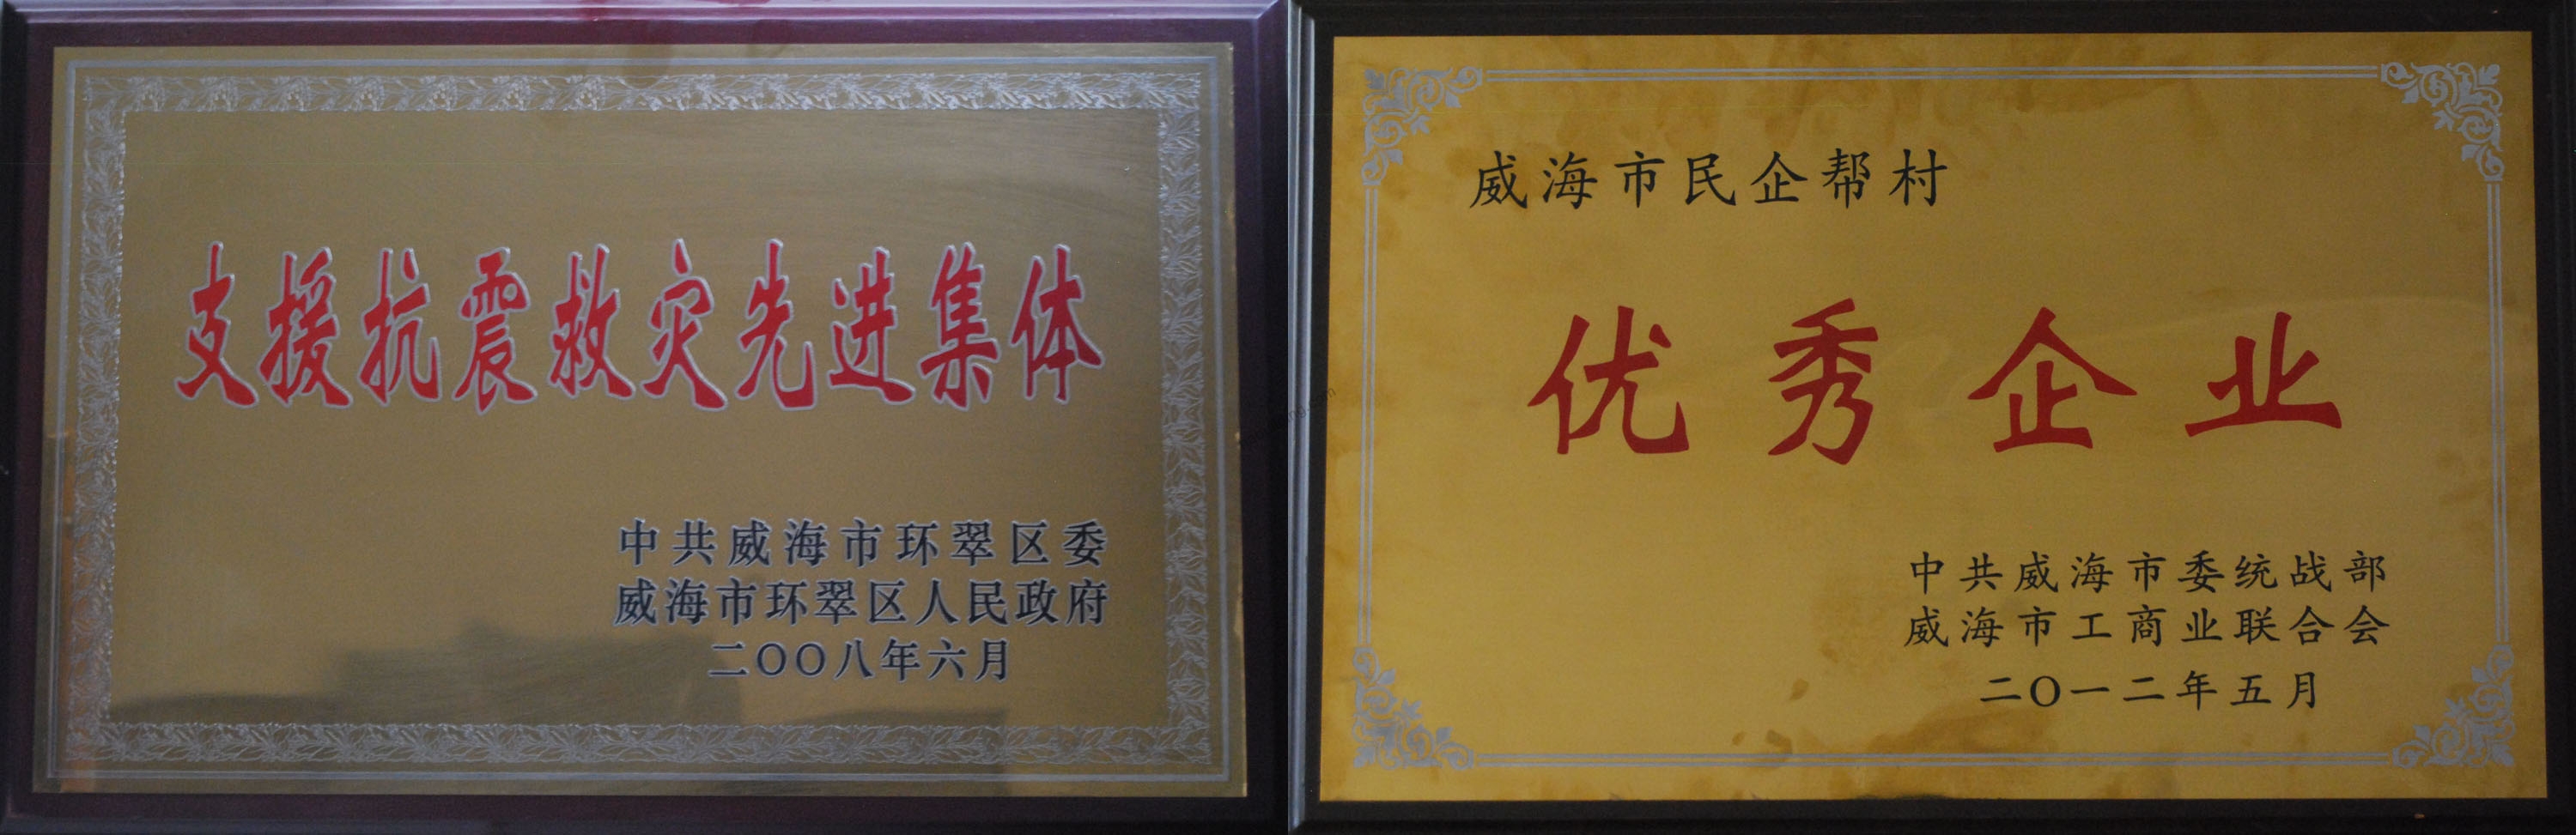 支援抗震救灾先进集体
中共威海市环翠区委
威海市环翠区人民政府
二〇〇八年六月
威海市民企帮村
优秀企业
中共威海市委统战部
威海市工商业联合会
二〇一二年五月